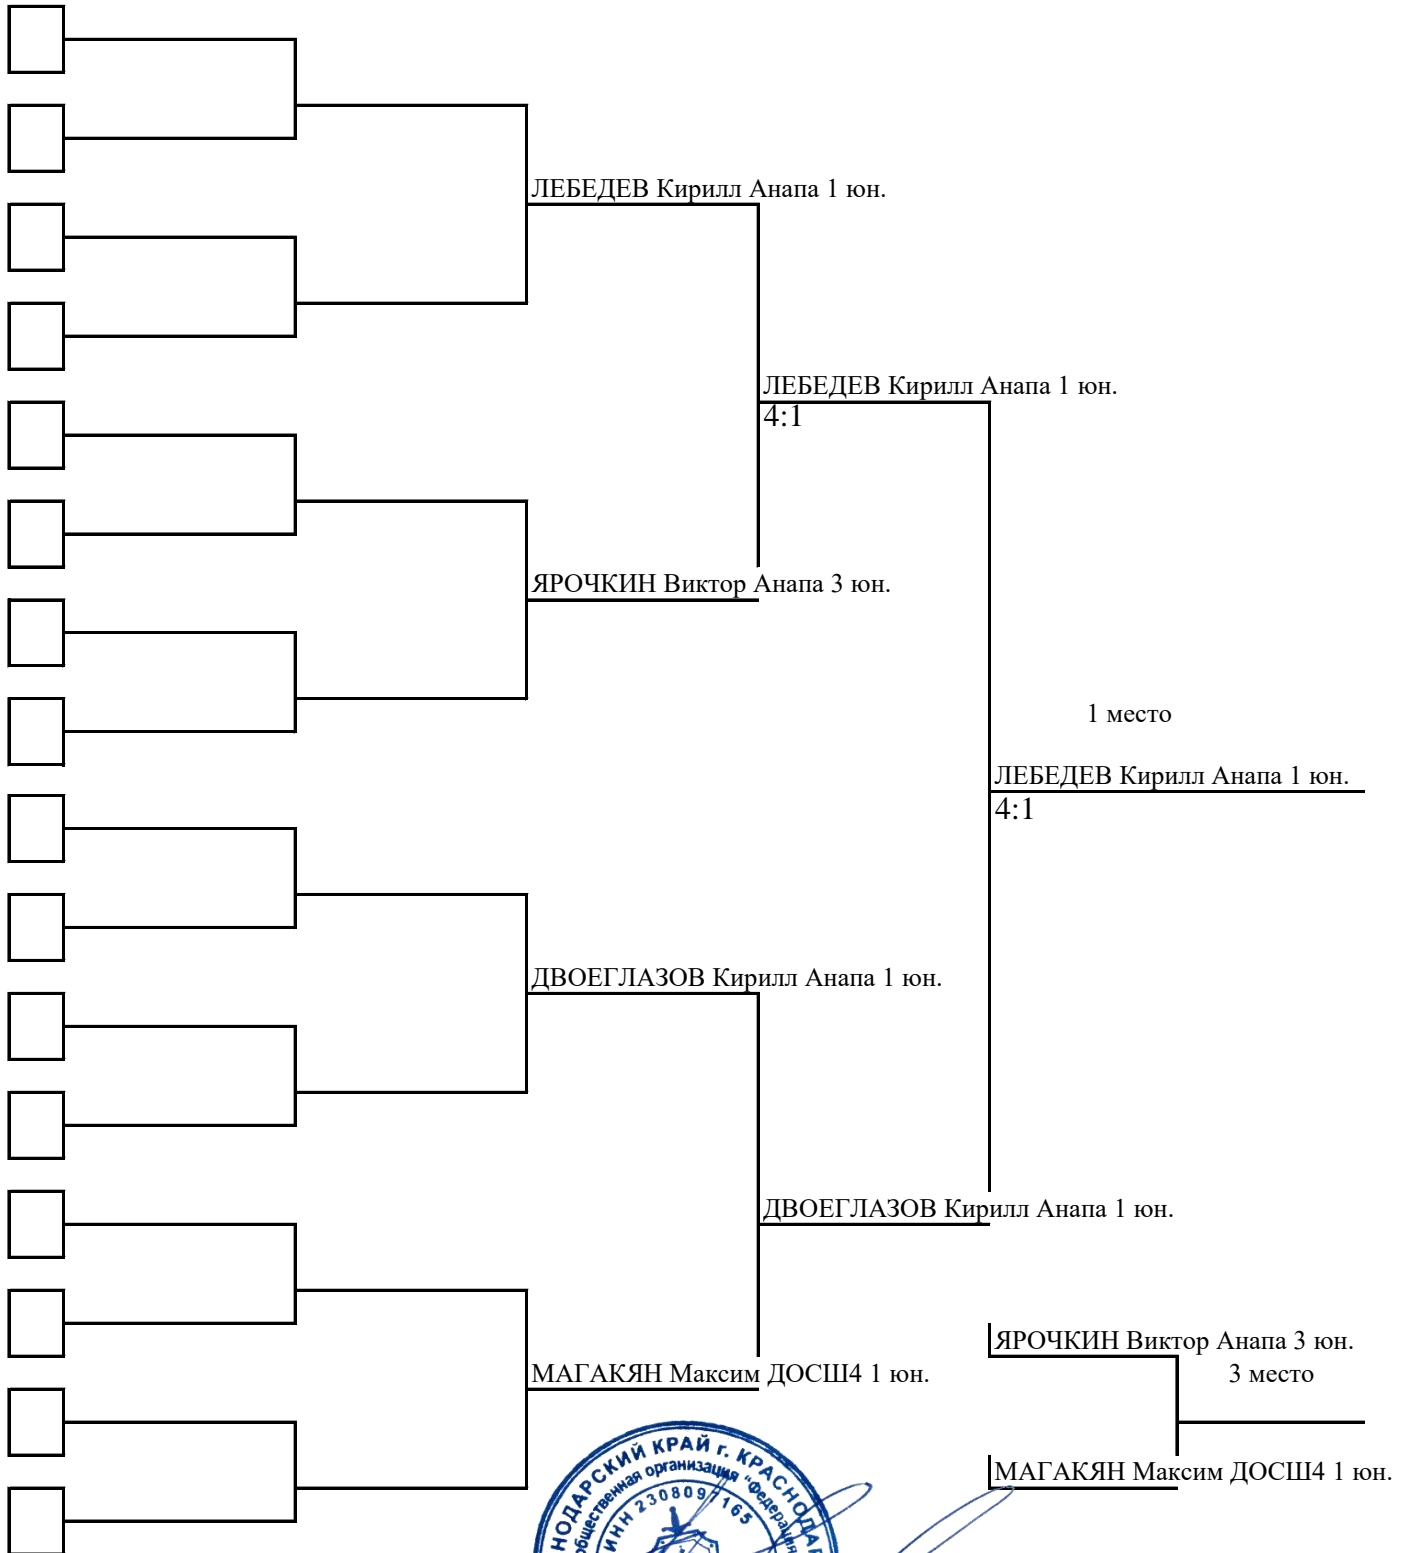 ЛЕБЕДЕВ Кирилл Анапа 1 юн.
ЛЕБЕДЕВ Кирилл Анапа 1 юн.
4:1
ЯРОЧКИН Виктор Анапа 3 юн.
1 место
ЛЕБЕДЕВ Кирилл Анапа 1 юн.
4:1
ДВОЕГЛАЗОВ Кирилл Анапа 1 юн.
ДВОЕГЛАЗОВ Кирилл Анапа 1 юн.
ЯРОЧКИН Виктор Анапа 3 юн.
3 место
МАГАКЯН Максим ДОСШ4 1 юн.
МАГАКЯН Максим ДОСШ4 1 юн.
НОДАРСКИЙ КРАЙ г. КРАСНОДАР
общественная организация "Федерация
ИНН 2308097165